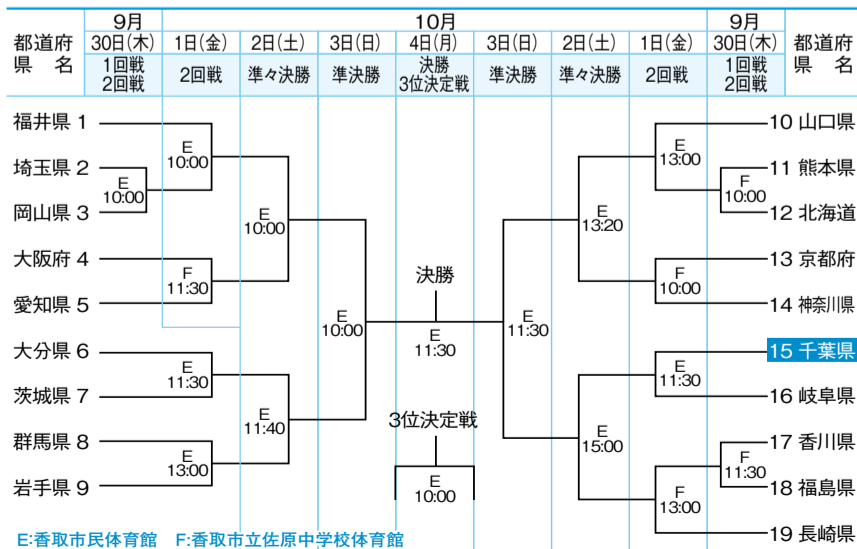 都道府県名
9月
10月
9月
都道府県名
30日(木)
1日(金)
2日(土)
3日(日)
4日(月)
3日(日)
2日(土)
1日(金)
30日(木)
1回戦
2回戦
2回戦
準々決勝
準決勝
決勝
3位決定戦
準決勝
準々決勝
2回戦
1回戦
2回戦
福井県 1
埼玉県 2
岡山県 3
大阪府 4
愛知県 5
大分県 6
茨城県 7
群馬県 8
岩手県 9
E
10:00
E
10:00
F
11:30
E
11:30
E
13:00
E
10:00
E
11:40
E
10:00
決勝
E
11:30
3位決定戦
E
10:00
E
11:30
E
13:20
E
15:00
E
13:00
F
10:00
E
11:30
F
13:00
F
10:00
F
11:30
10 山口県
11 熊本県
12 北海道
13 京都府
14 神奈川県
15 千葉県
16 岐阜県
17 香川県
18 福島県
19 長崎県
E:香取市民体育館 F:香取市立佐原中学校体育館